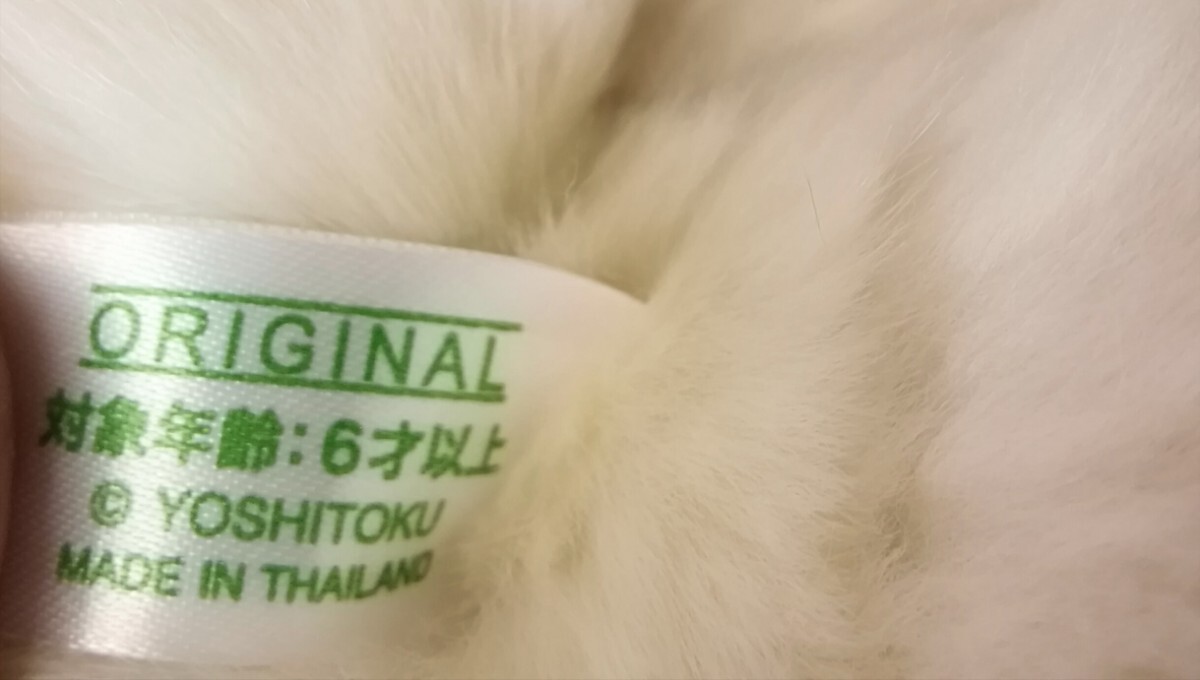 ORIGINAL
対象年齢:6才以上
© YOSHITOKU
MADE IN THAILAND